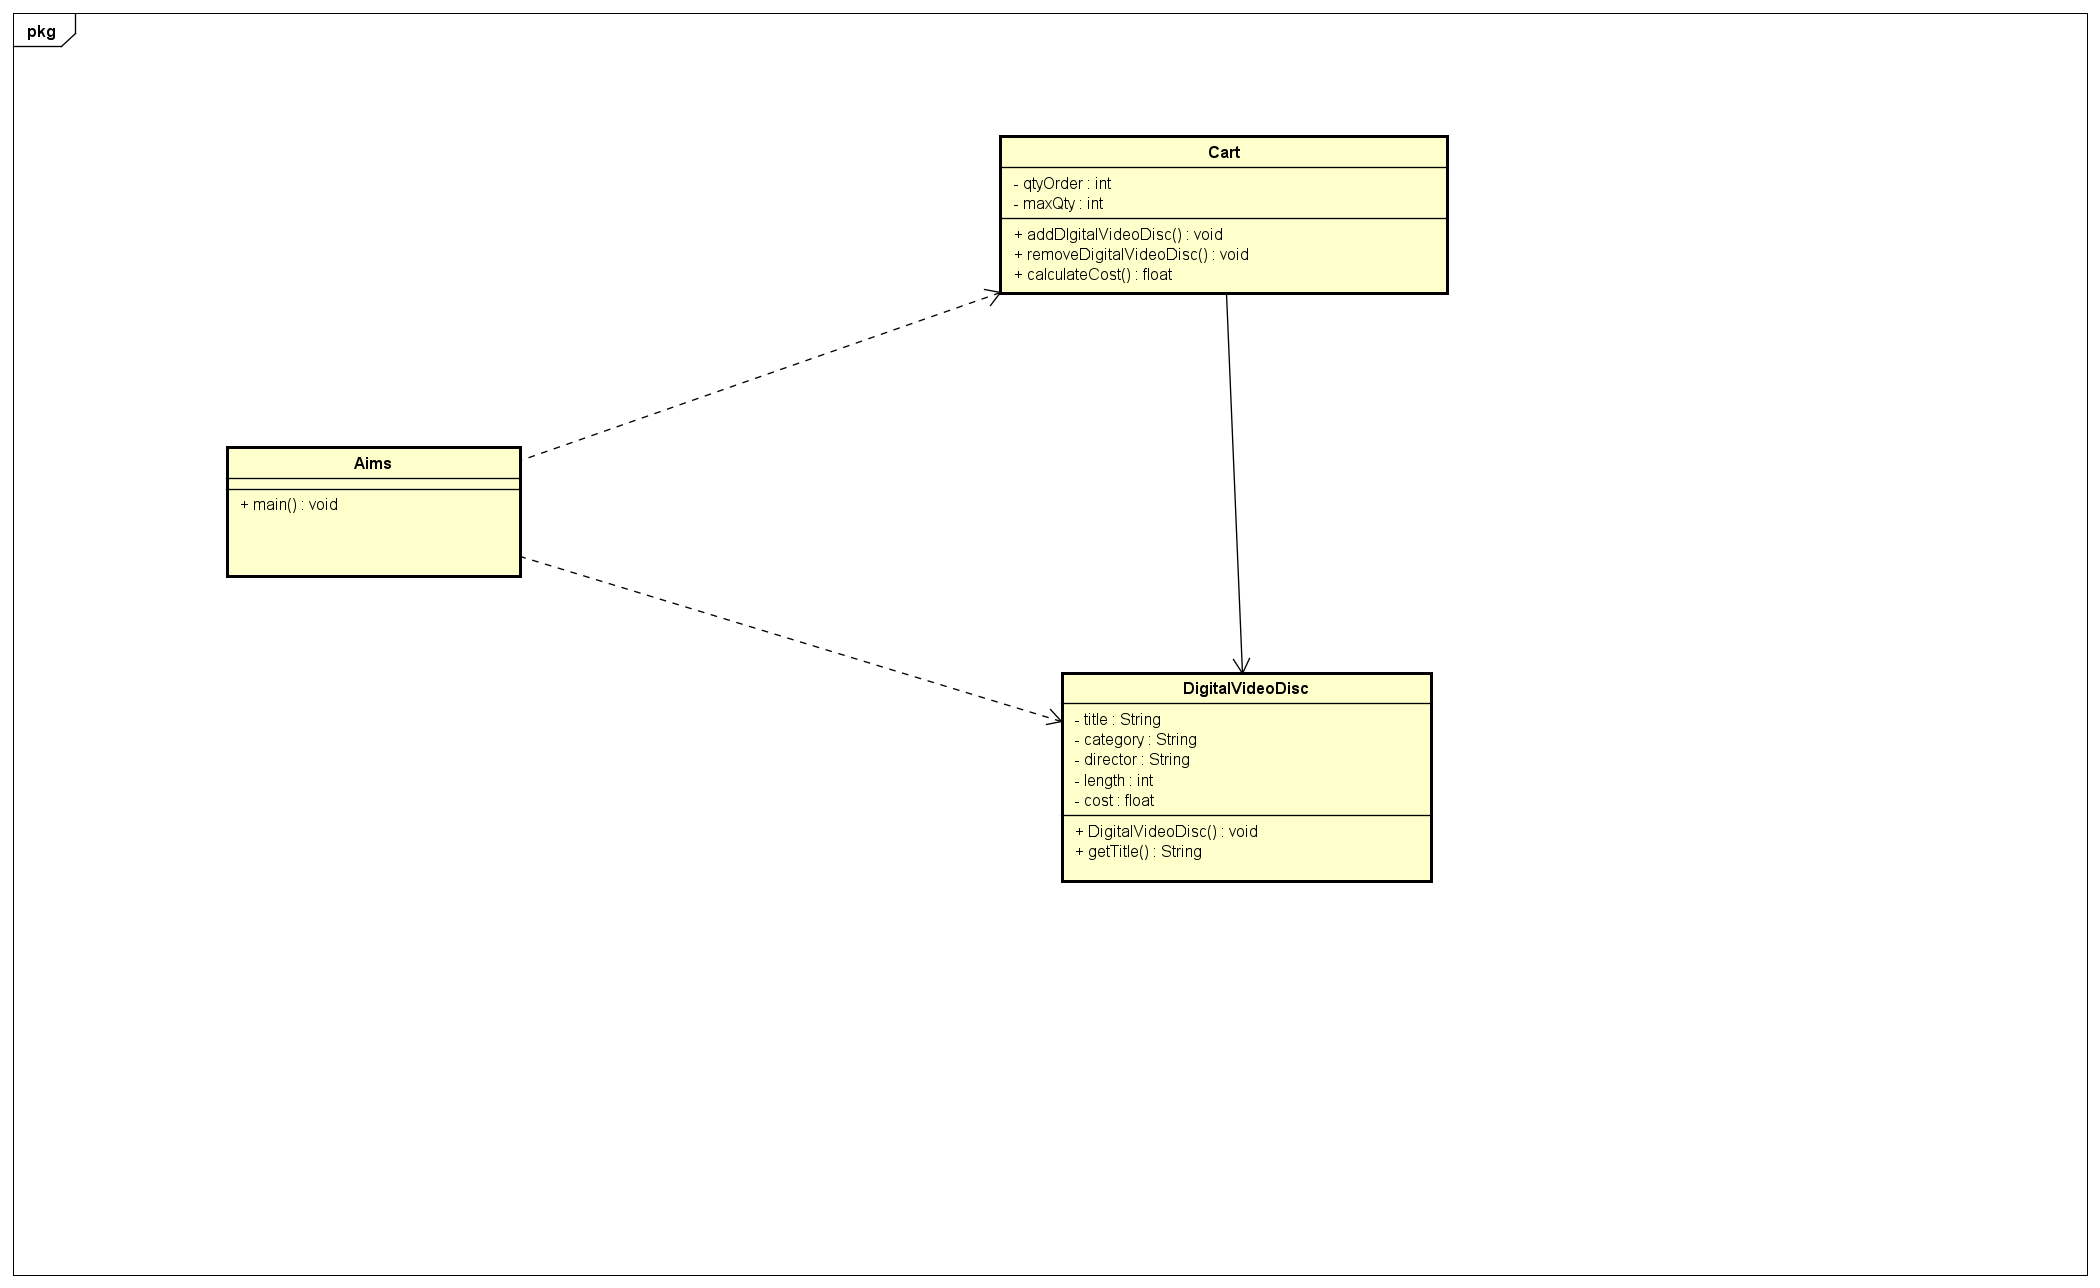 pkg
Cart
- qtyOrder : int
- maxQty : int
+ addDIgitalVideoDisc() : void
+ removeDigitalVideoDisc() : void
+ calculateCost() : float
Aims
+ main() : void
DigitalVideoDisc
- title : String
- category : String
- director : String
- length : int
- cost : float
+ DigitalVideoDisc() : void
+ getTitle() : String